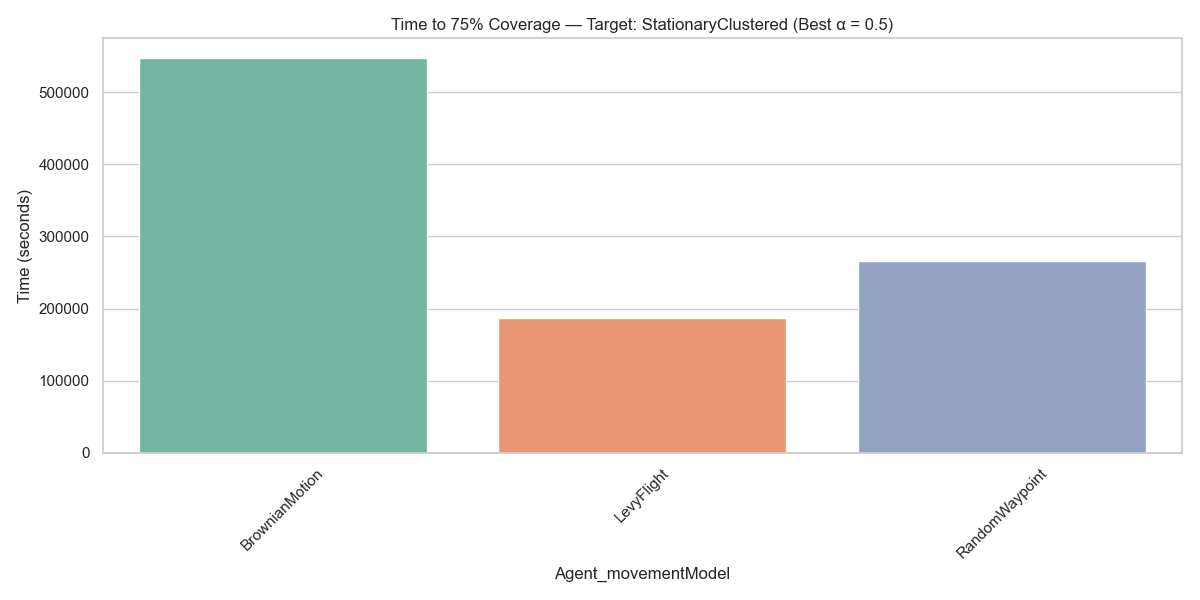 Time to 75% Coverage — Target: StationaryClustered (Best α = 0.5)
Time (seconds)
500000
400000
300000
200000
100000
0
BrownianMotion
LevyFlight
RandomWaypoint
Agent_movementModel